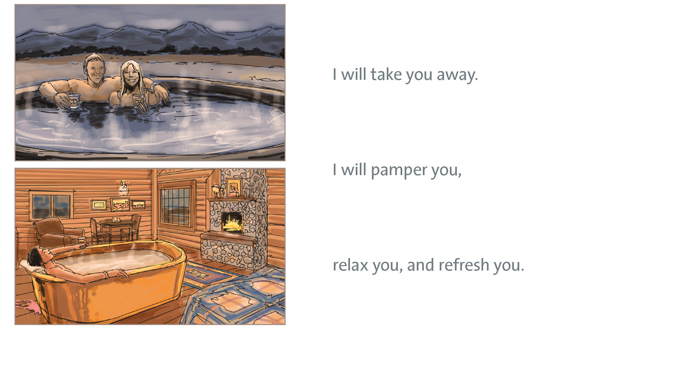 I will take you away.
I will pamper you,
relax you, and refresh you.